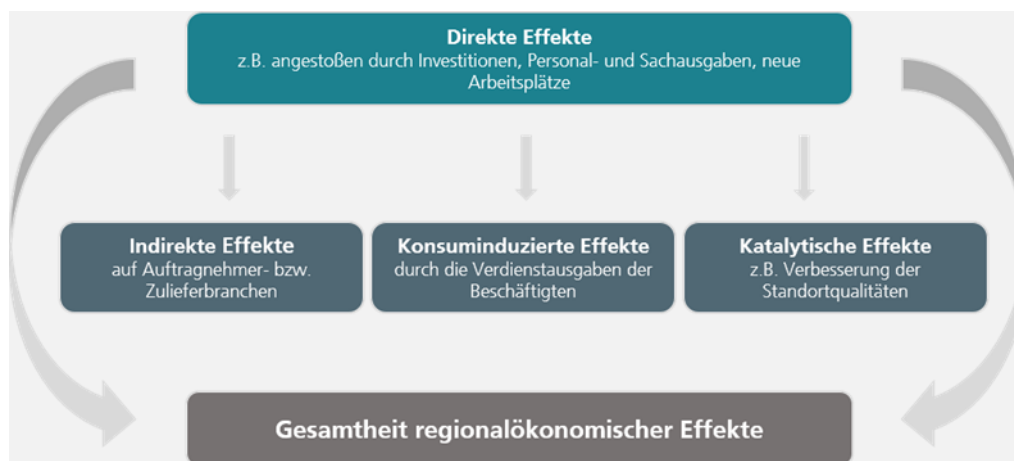 Direkte Effekte
z.B. angestoßen durch Investitionen, Personal- und Sachausgaben, neue
Arbeitsplätze
Indirekte Effekte
auf Auftragnehmer- bzw.
Zulieferbranchen
Konsuminduzierte Effekte
durch die Verdienstausgaben der
Beschäftigten
Katalytische Effekte
z.B. Verbesserung der
Standortqualitäten
Gesamtheit regionalökonomischer Effekte